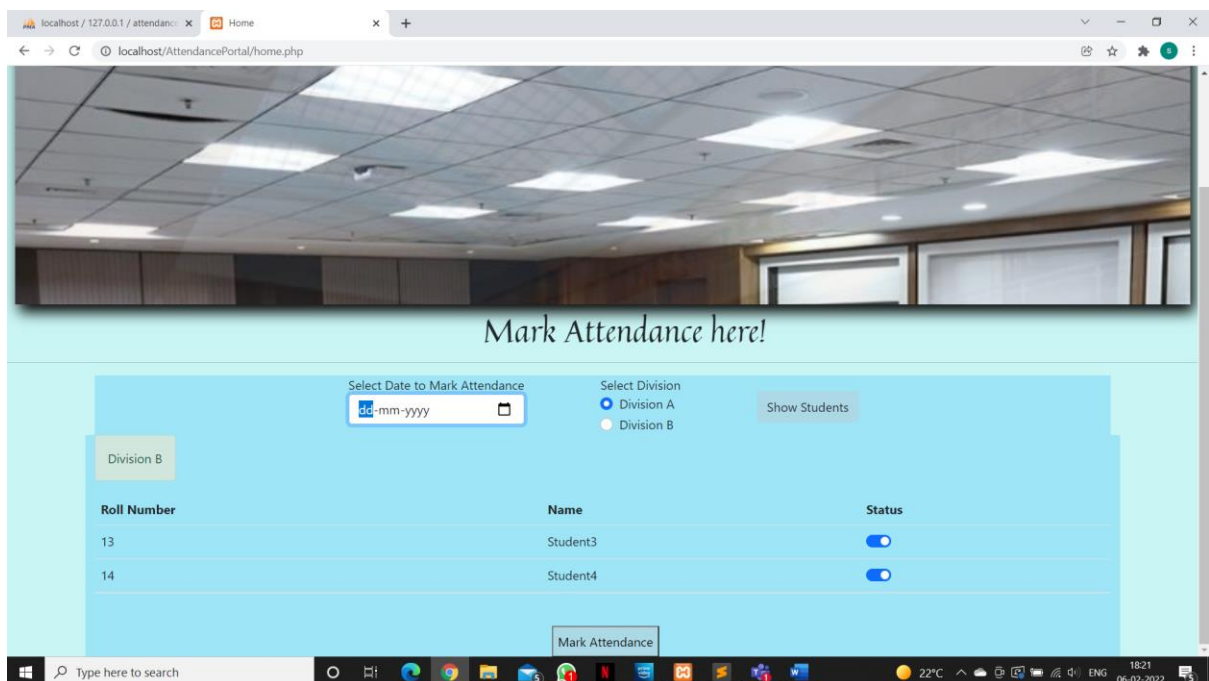 localhost / 127.0.0.1 / attendance
Home
localhost/AttendancePortal/home.php
Mark Attendance here!
Select Date to Mark Attendance
Select Division
dd-mm-yyyy
Division A
Division B
Show Students
Division B
Roll Number Name Status
13 Student3
14 Student4
Mark Attendance
Type here to search
22°C
ENG
18:21
06-02-2022